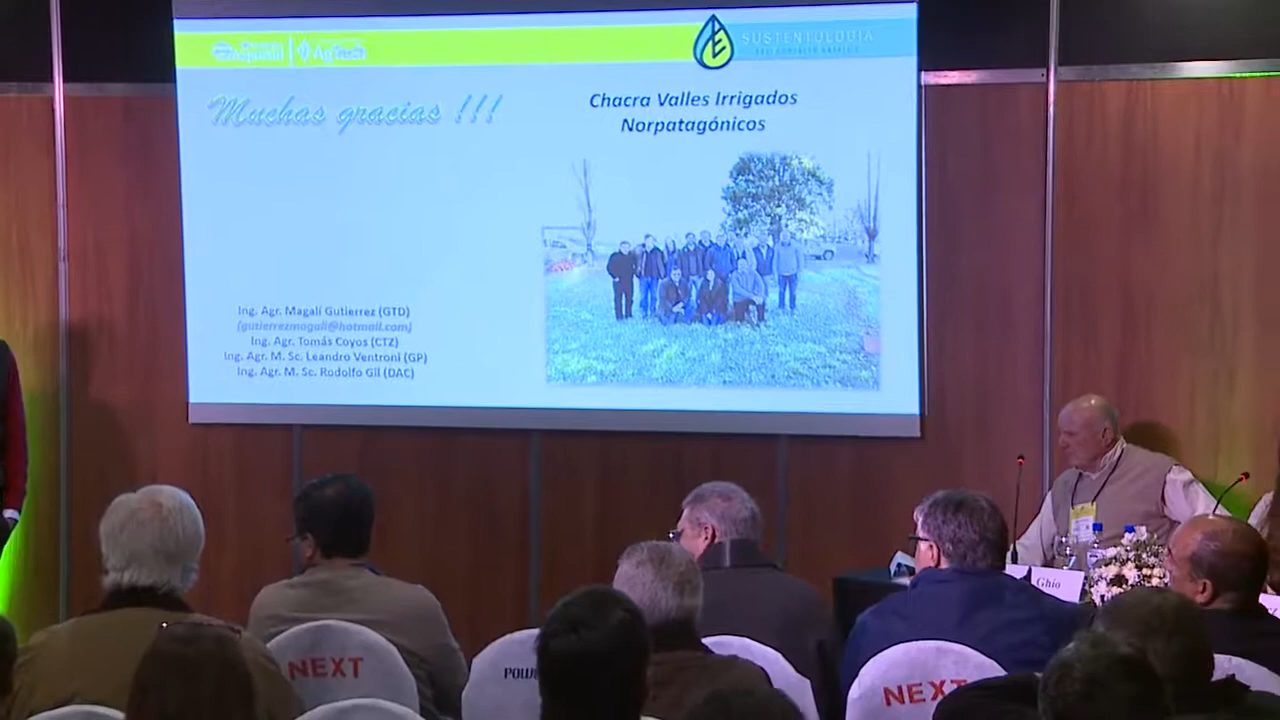 AgTech
SUSTENTOLOGÍA
Muchas gracias !!!
Chacra Valles Irrigados
Norpatagónicos
Ing. Agr. Magalí Gutierrez (GTD)
(gutierrezmagali@hotmail.com)
Ing. Agr. Tomás Coyos (CTZ)
Ing. Agr. M. Sc. Leandro Ventroni (GP)
Ing. Agr. M. Sc. Rodolfo Gil (DAC)
Ghio
NEXT
NEXT